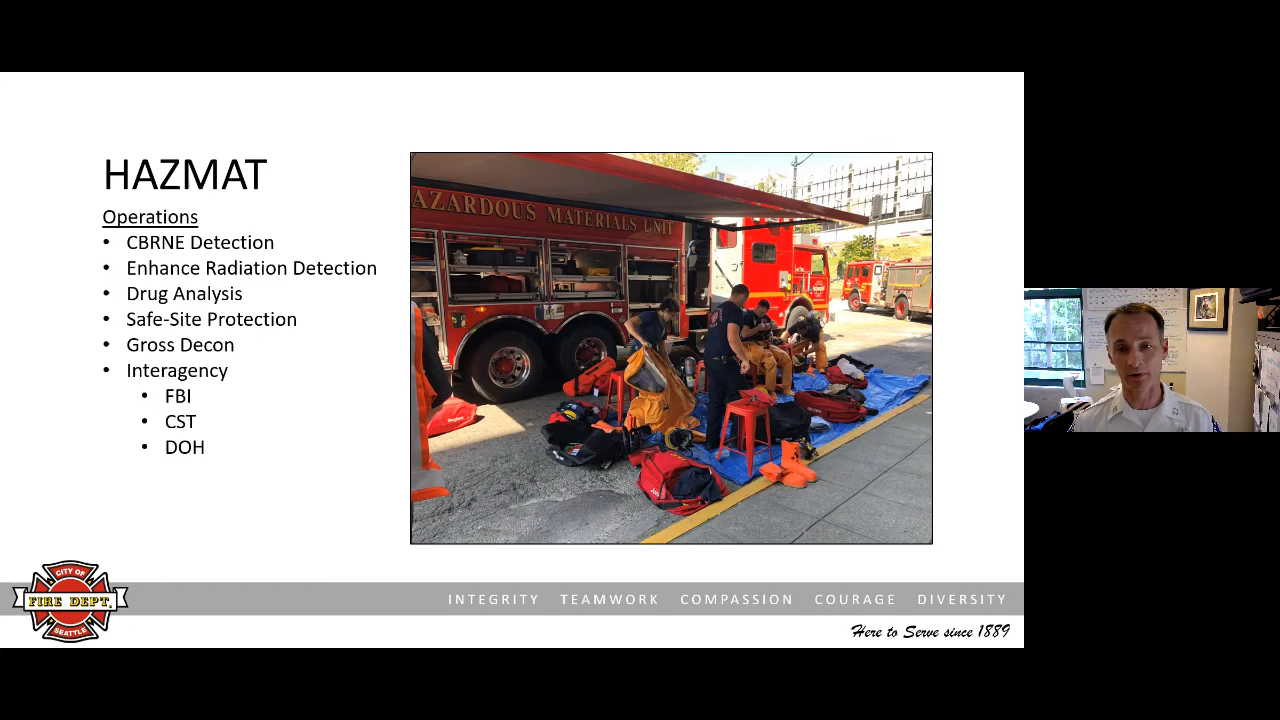 HAZMAT
Operations
• CBRNE Detection
• Enhance Radiation Detection
• Drug Analysis
• Safe-Site Protection
• Gross Decon
• Interagency
• FBI
• CST
• DOH
AZARDOUS MATERIALS UNIT
CITY OF
FIRE DEPT.
SEATTLE
INTEGRITY TEAMWORK COMPASSION COURAGE DIVERSITY
Here to Serve since 1889